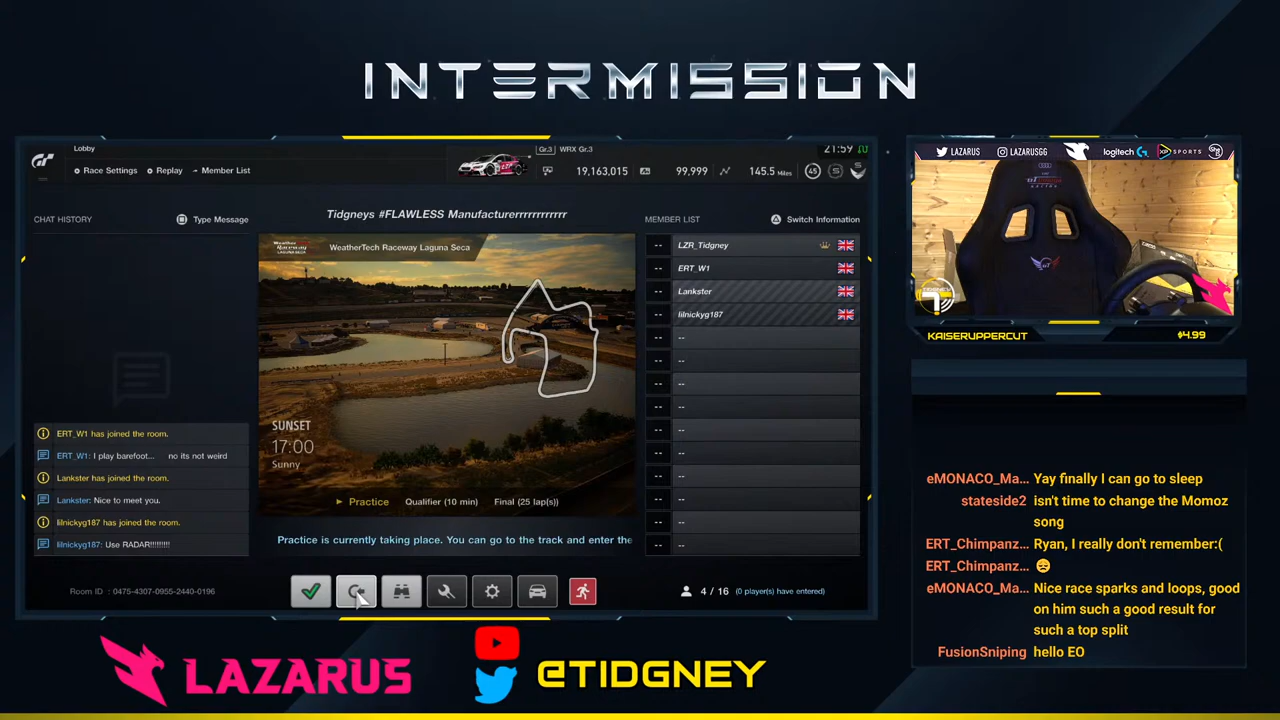 INTERMISSION
Lobby
Race Settings
Replay
Member List
Gr.3
WRX Gr.3
19,163,015
99,999
145.5 Miles
45
S
21:59
CHAT HISTORY
Type Message
Tidgneys #FLAWLESS Manufacturerrrrrrrrrrr
MEMBER LIST
Switch Information
WeatherTech Raceway Laguna Seca
SUNSET
17:00
Sunny
Practice
Qualifier (10 min)
Final (25 lap(s))
Practice is currently taking place. You can go to the track and enter the
ERT_W1 has joined the room.
ERT_W1: I play barefoot... no its not weird
Lankster has joined the room.
Lankster: Nice to meet you.
lilnickyg187 has joined the room.
lilnickyg187: Use RADAR!!!!!!!!!
-- LZR_Tidgney
-- ERT_W1
-- Lankster
-- lilnickyg187
-- --
-- --
-- --
-- --
-- --
-- --
-- --
-- --
-- --
-- --
Room ID : 0475-4307-0955-2440-0196
4 / 16 (0 player(s) have entered)
LAZARUS
LAZARUSGG
logitech G
XP SPORTS
KAISERUPPERCUT
$4.99
eMONACO_Ma... Yay finally I can go to sleep
stateside2 isn't time to change the Momoz
song
ERT_Chimpanz... Ryan, I really don't remember:(
ERT_Chimpanz... 😔
eMONACO_Ma... Nice race sparks and loops, good
on him such a good result for
such a top split
FusionSniping hello EO
LAZARUS
@TIDGNEY